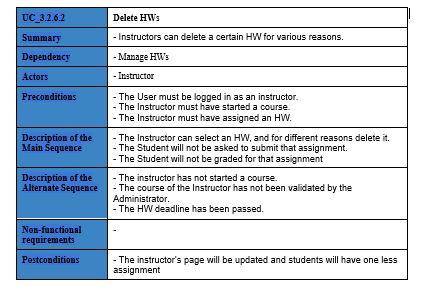 UC_3.2.6.2 Delete HWs
Summary - Instructors can delete a certain HW for various reasons.
Dependency - Manage HWs
Actors - Instructor
Preconditions - The User must be logged in as an instructor.
- The Instructor must have started a course.
- The Instructor must have assigned an HW.
Description of the - The Instructor can select an HW, and for different reasons delete it.
Main Sequence - The Student will not be asked to submit that assignment.
- The Student will not be graded for that assignment
Description of the - The instructor has not started a course.
Alternate Sequence - The course of the Instructor has not been validated by the
Administrator.
- The HW deadline has been passed.
Non-functional -
requirements
Postconditions - The instructor's page will be updated and students will have one less
assignment